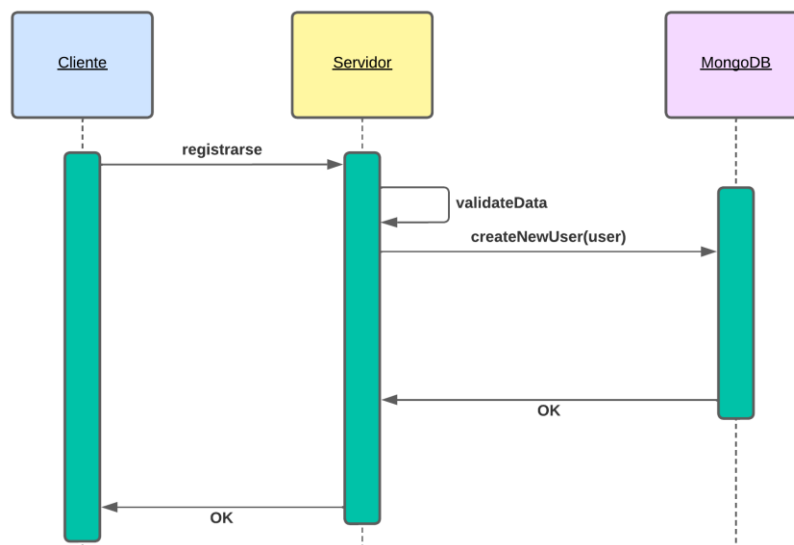 Cliente
Servidor
MongoDB
registrarse
validateData
createNewUser(user)
OK
OK